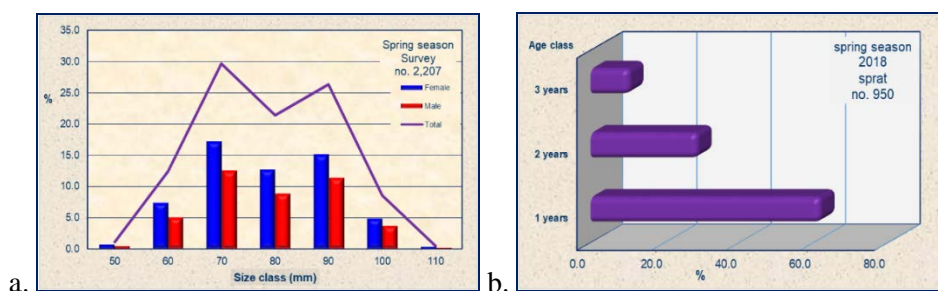 35.0
30.0
25.0
20.0
15.0
10.0
5.0
0.0
%
Spring season
Survey
no. 2,207
Female
Male
Total
50 60 70 80 90 100 110
Size class (mm)
a.
Age class
3 years
2 years
1 years
0.0 20.0 40.0 60.0 80.0
%
spring season
2018
sprat
no. 950
b.